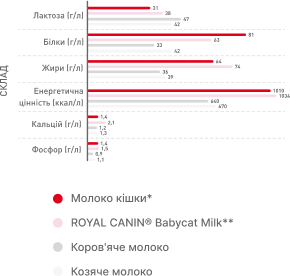 СКЛАД
Лактоза (г/л)
31
38
47
42
Білки (г/л)
81
63
33
42
Жири (г/л)
64
74
36
39
Енергетична
цінність (ккал/л)
1010
1034
640
670
Кальцій (г/л)
1,4
2,1
1,2
1,3
Фосфор (г/л)
1,4
1,5
0,9
1,1
Молоко кішки*
ROYAL CANIN® Babycat Milk**
Коров'яче молоко
Козяче молоко